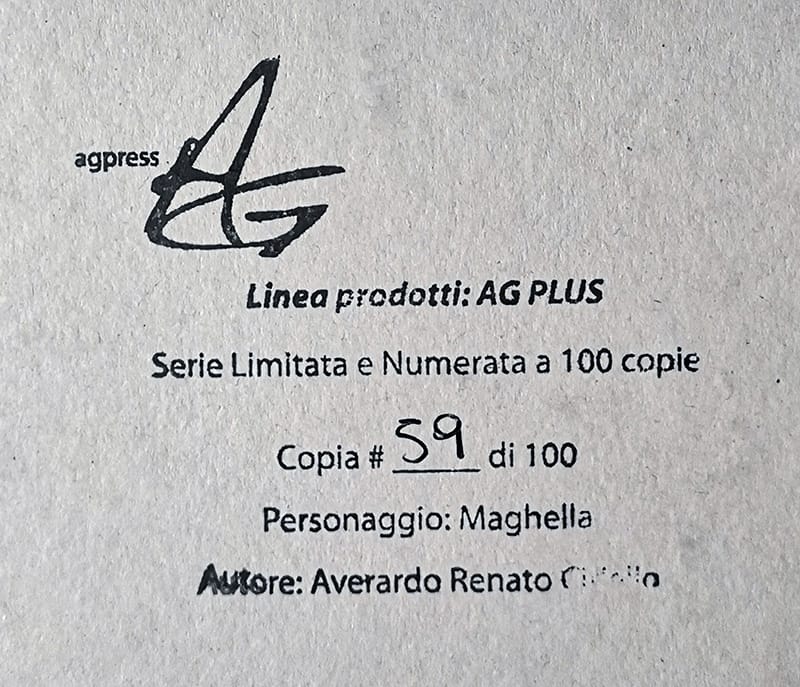 agpress
AG
Linea prodotti: AG PLUS
Serie Limitata e Numerata a 100 copie
Copia # 59 di 100
Personaggio: Maghella
Autore: Averardo Renato